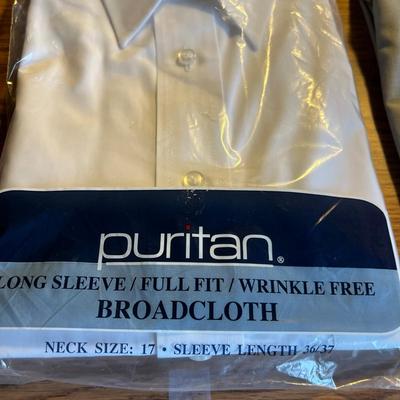 puritan®
LONG SLEEVE / FULL FIT / WRINKLE FREE
BROADCLOTH
NECK SIZE: 17 • SLEEVE LENGTH 36/37